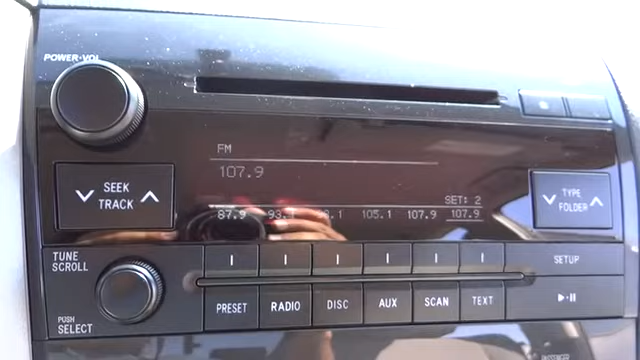 POWER•VOL
FM
107.9
SET: 2
87.9 105.1 107.9 107.9
SEEK
TRACK
TYPE
FOLDER
TUNE
SCROLL
PUSH
SELECT
SETUP
PRESET RADIO DISC AUX SCAN TEXT
PASSENGER